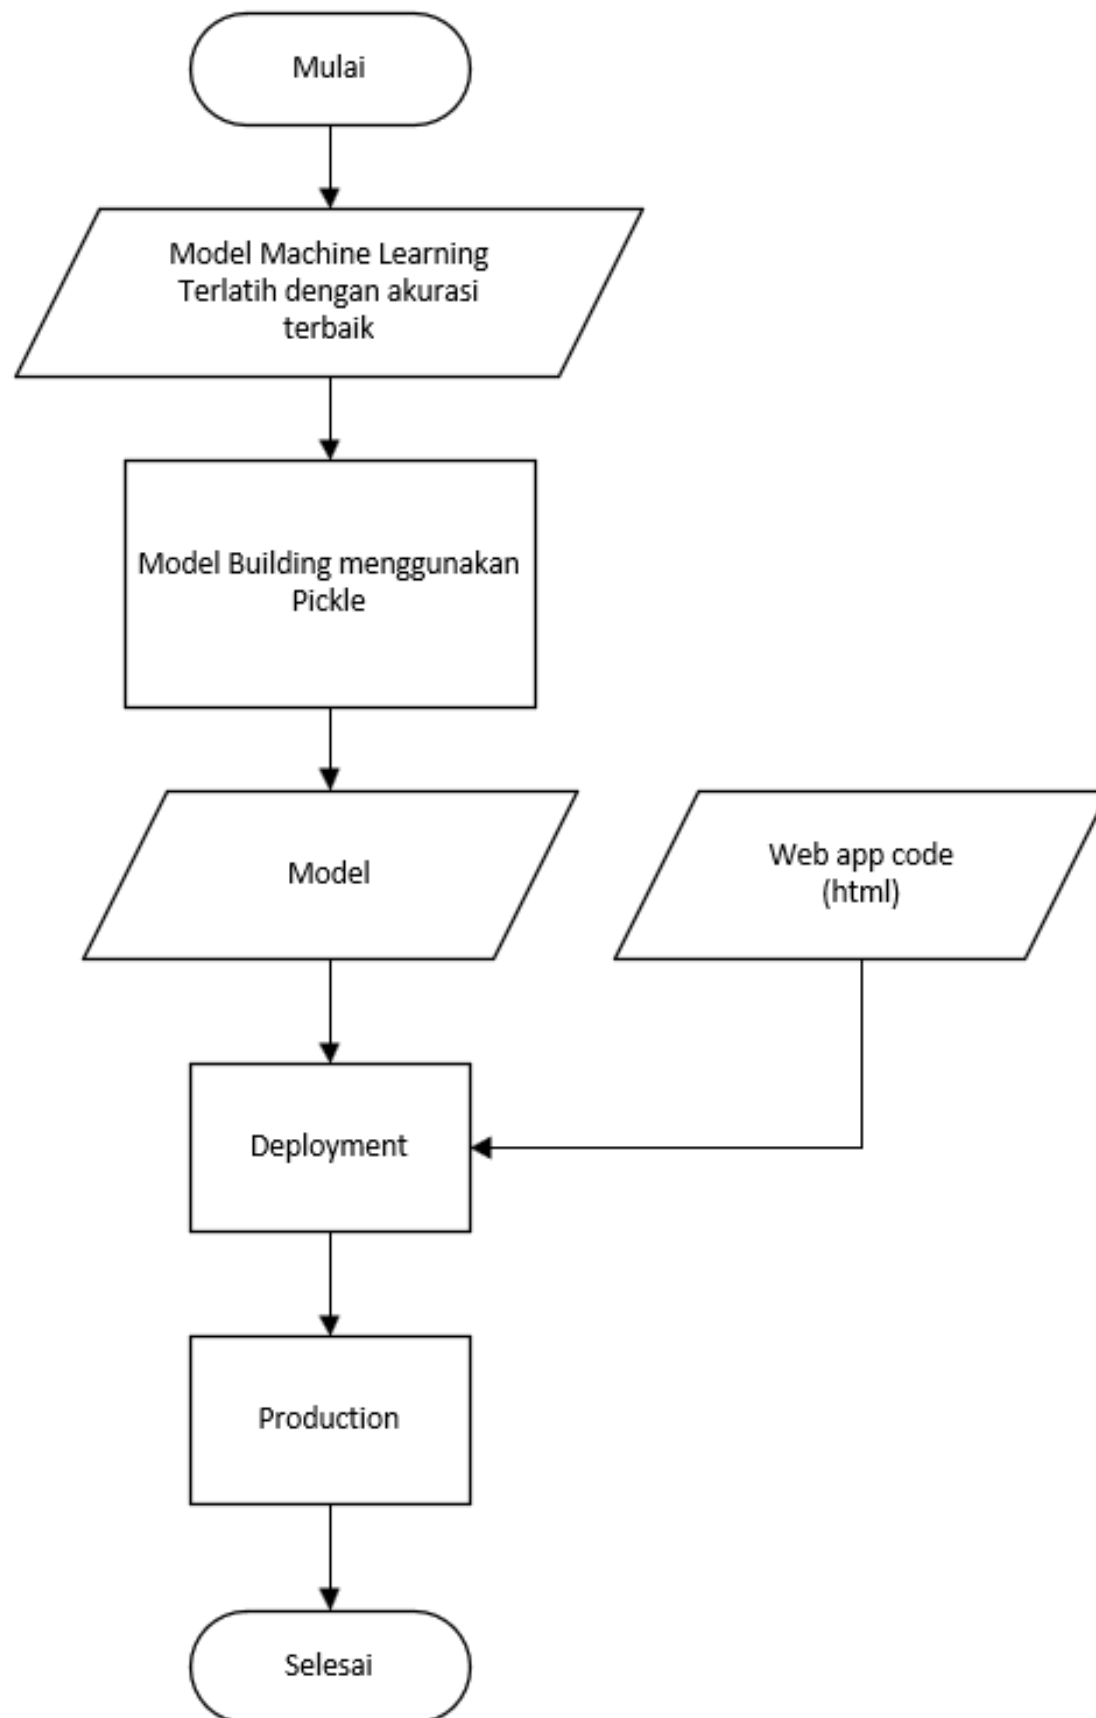 Mulai
Model Machine Learning
Terlatih dengan akurasi
terbaik
Model Building menggunakan
Pickle
Model
Web app code
(html)
Deployment
Production
Selesai